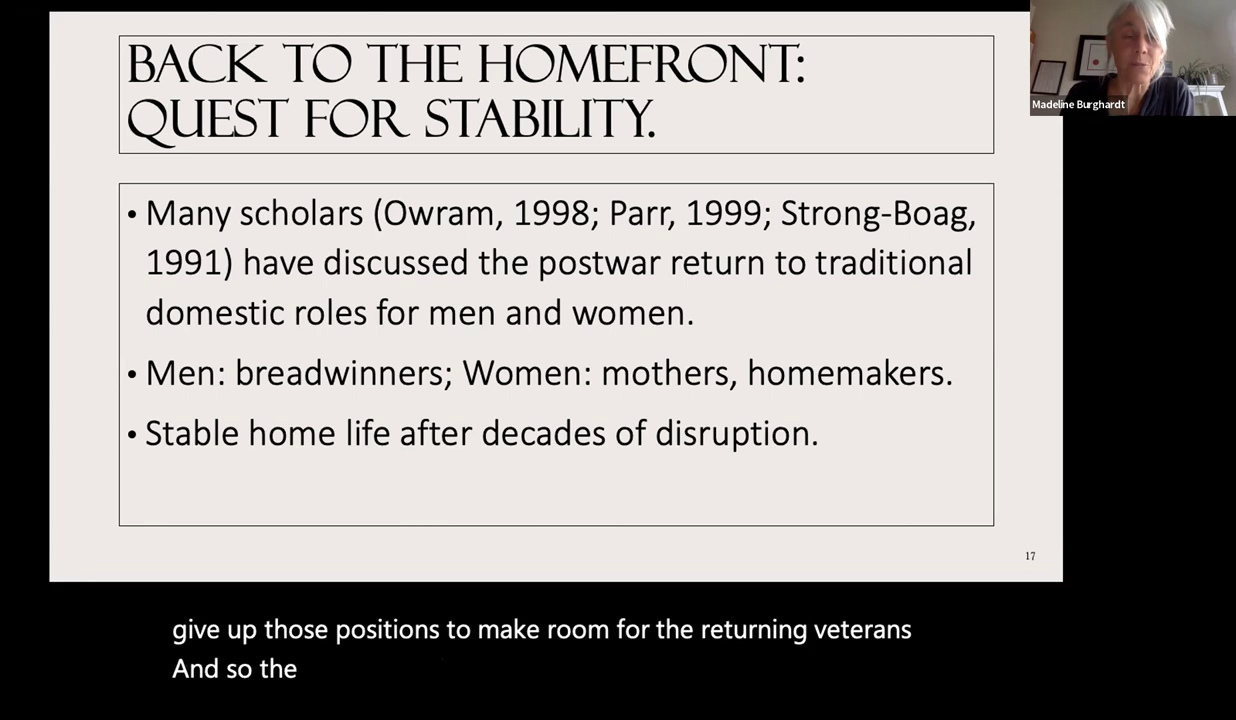 BACK TO THE HOMEFRONT:
QUEST FOR STABILITY.
Madeline Burghardt
• Many scholars (Owram, 1998; Parr, 1999; Strong-Boag,
1991) have discussed the postwar return to traditional
domestic roles for men and women.
• Men: breadwinners; Women: mothers, homemakers.
• Stable home life after decades of disruption.
17
give up those positions to make room for the returning veterans
And so the